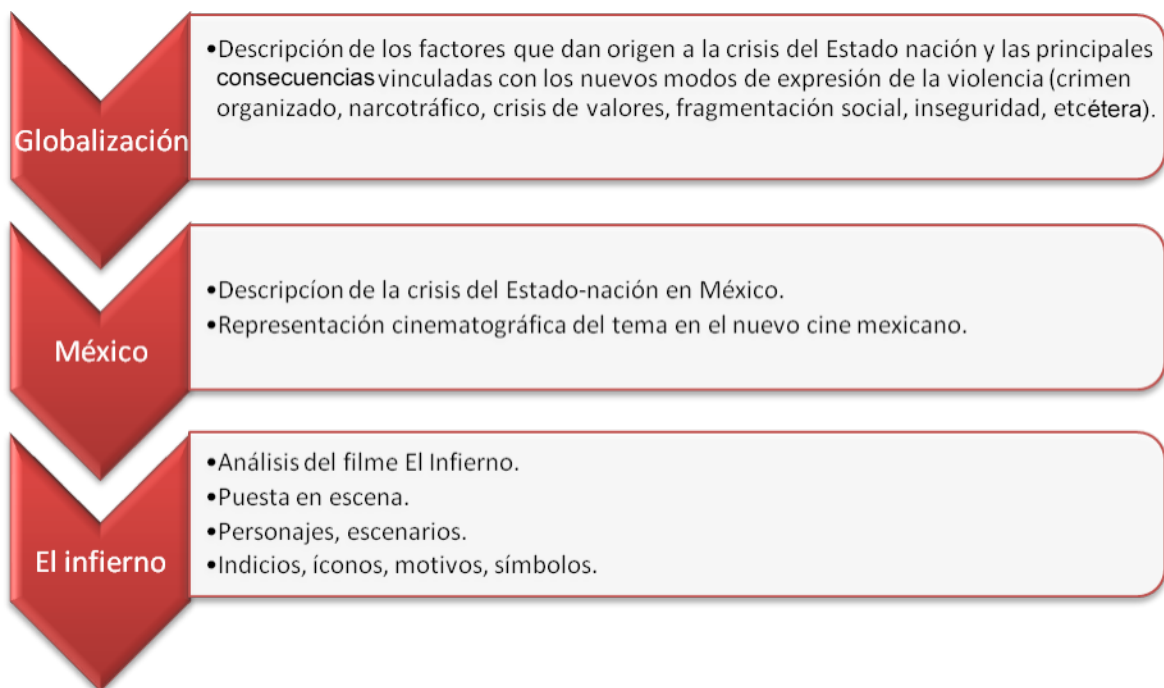 Globalización
•Descripción de los factores que dan origen a la crisis del Estado nación y las principales
consecuencias vinculadas con los nuevos modos de expresión de la violencia (crimen
organizado, narcotráfico, crisis de valores, fragmentación social, inseguridad, etcétera).
México
•Descripcíon de la crisis del Estado-nación en México.
•Representación cinematográfica del tema en el nuevo cine mexicano.
El infierno
•Análisis del filme El Infierno.
•Puesta en escena.
•Personajes, escenarios.
•Indicios, íconos, motivos, símbolos.